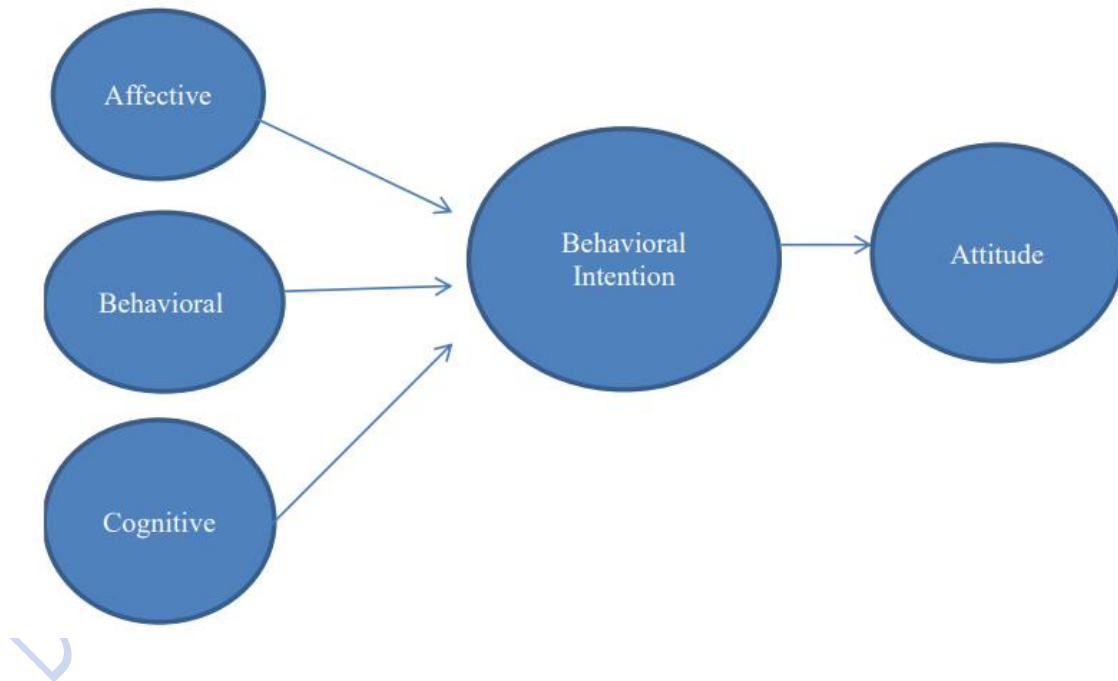 Affective
Behavioral
Cognitive
Behavioral
Intention
Attitude